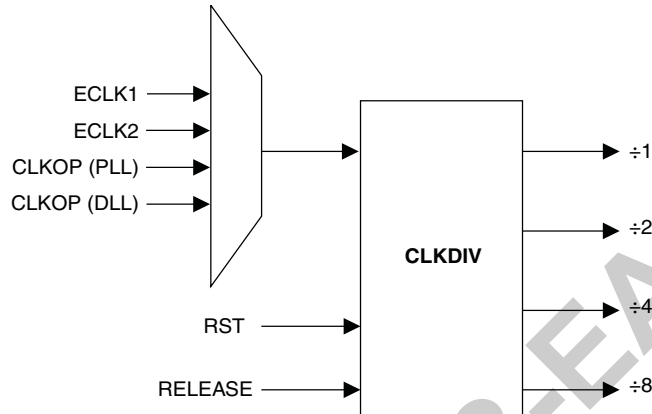 ECLK1
ECLK2
CLKOP (PLL)
CLKOP (DLL)
RST
RELEASE
CLKDIV
÷1
÷2
÷4
÷8